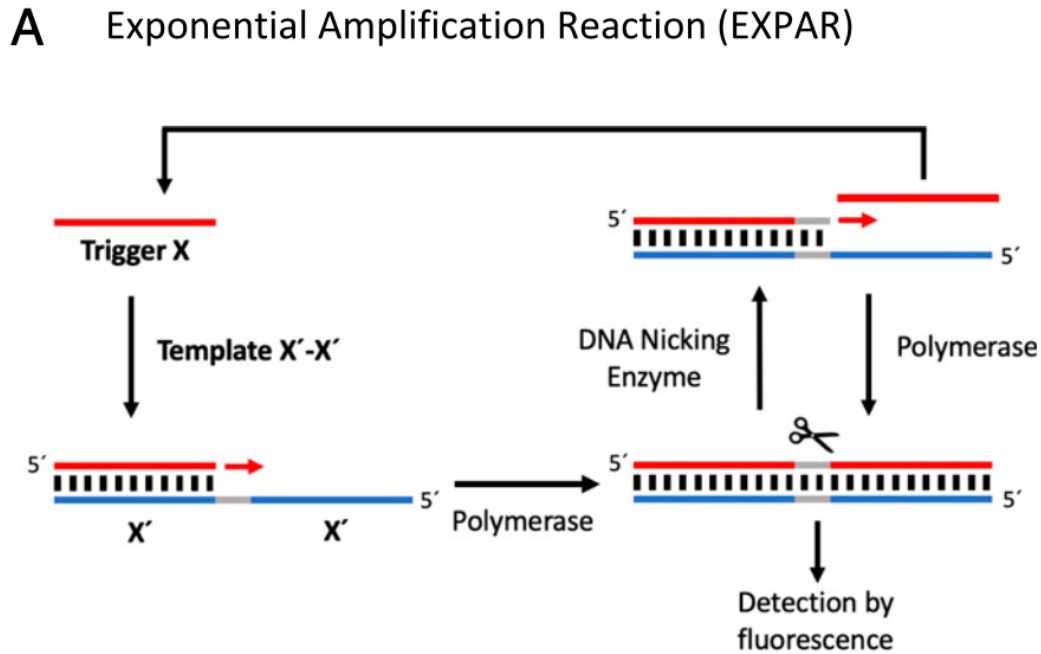 A Exponential Amplification Reaction (EXPAR)
Trigger X
Template X´-X´
5´
5´
X´ X´
Polymerase
5´
5´
DNA Nicking
Enzyme
Polymerase
5´
5´
Detection by
fluorescence